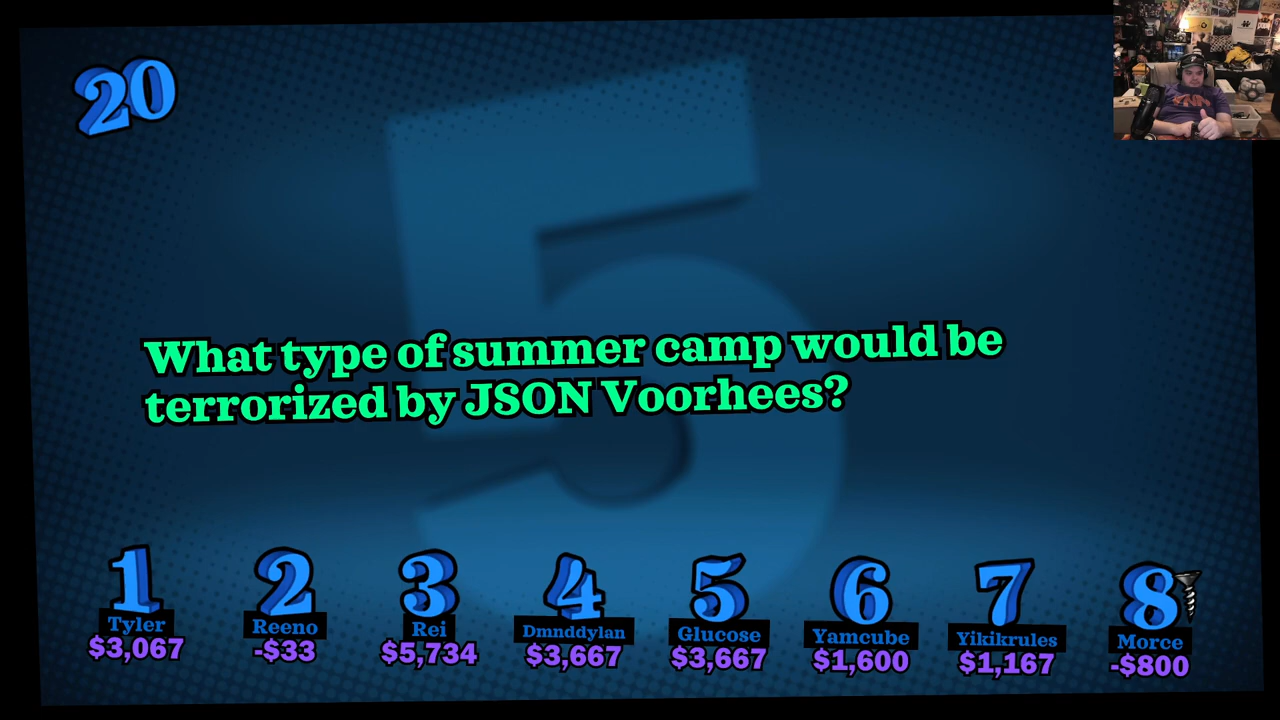 20
5
What type of summer camp would be
terrorized by JSON Voorhees?
1 2 3 4 5 6 7 8
Tyler Reeno Rei Dmnddylan Glucose Yamcube Yikikrules Morce
$3,067 -$33 $5,734 $3,667 $3,667 $1,600 $1,167 -$800